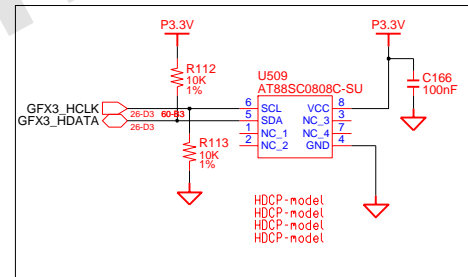 P3.3V
P3.3V
R112
10K
1%
U509
AT88SC0808C-SU
C166
100nF
GFX3_HCLK
26-D3 60-B3
6 SCL VCC 8
GFX3_HDATA
26-D3
5 SDA NC_3 3
1 NC_1 NC_4 7
2 NC_2 GND 4
R113
10K
1%
HDCP-model
HDCP-model
HDCP-model
HDCP-model